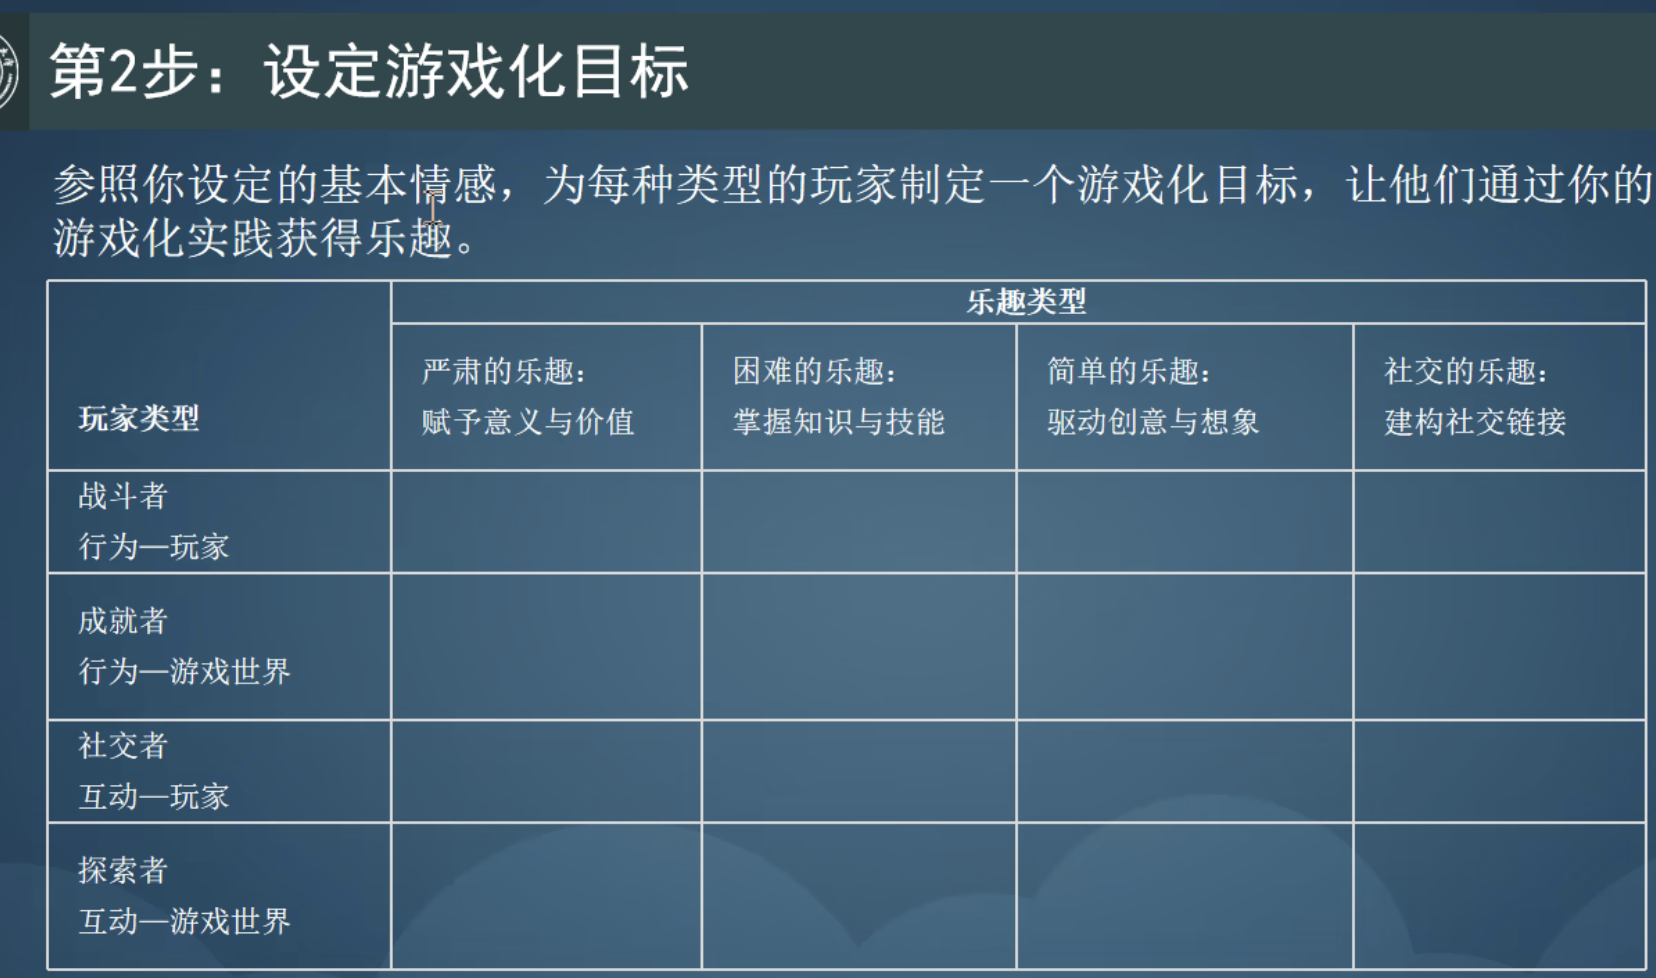 第2步：设定游戏化目标
参照你设定的基本情感，为每种类型的玩家制定一个游戏化目标，让他们通过你的
游戏化实践获得乐趣。
玩家类型
乐趣类型
严肃的乐趣：
赋予意义与价值
困难的乐趣：
掌握知识与技能
简单的乐趣：
驱动创意与想象
社交的乐趣：
建构社交链接
战斗者
行为—玩家
成就者
行为—游戏世界
社交者
互动—玩家
探索者
互动—游戏世界